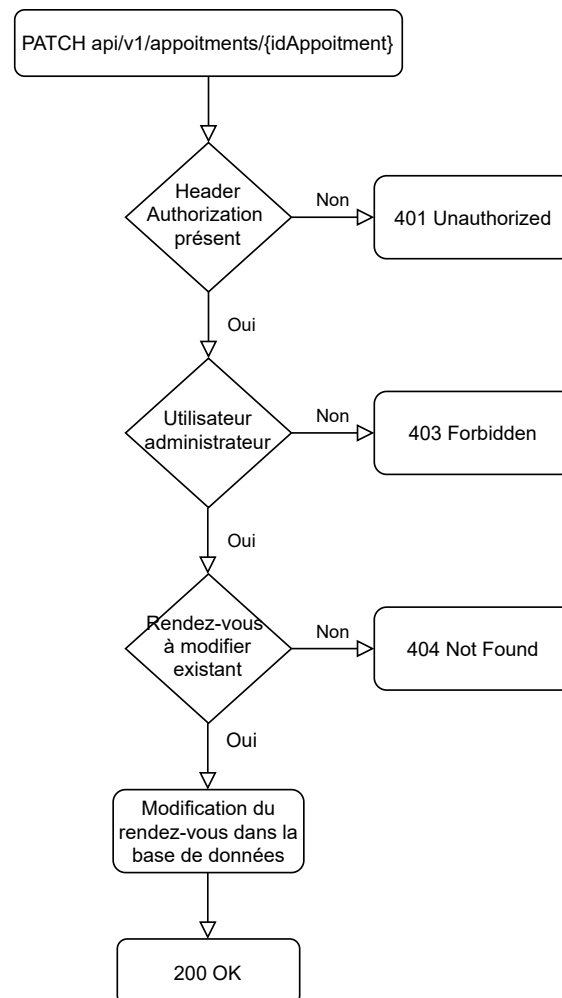 PATCH api/v1/appoitments/{idAppoitment}
Header
Authorization
présent
Non
401 Unauthorized
Oui
Utilisateur
administrateur
Non
403 Forbidden
Oui
Rendez-vous
à modifier
existant
Non
404 Not Found
Oui
Modification du
rendez-vous dans la
base de données
200 OK